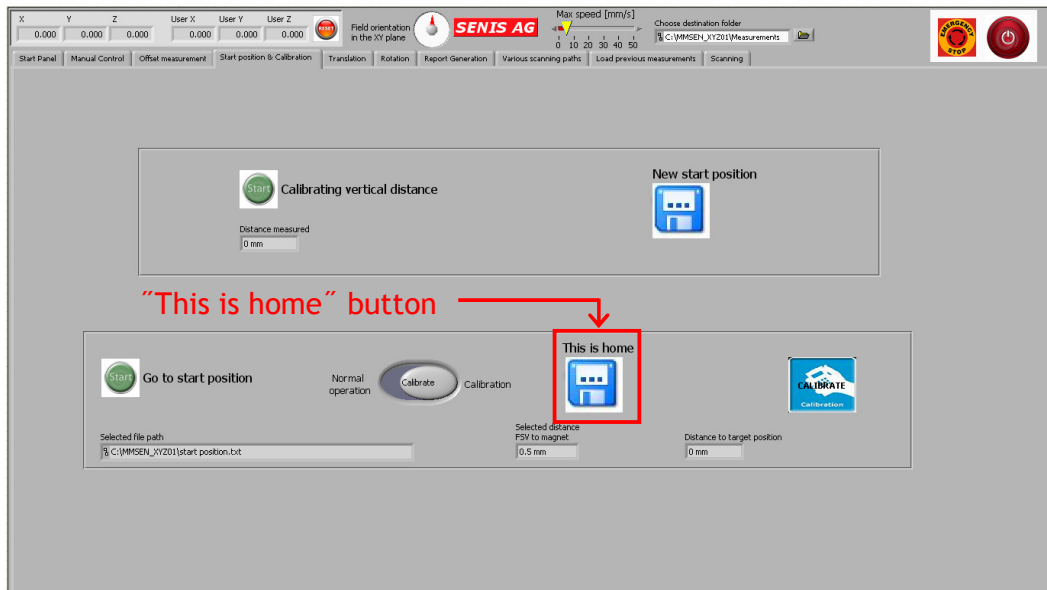 X Y Z User X User Y User Z
0.000 0.000 0.000 0.000 0.000 0.000
RESET
Field orientation
in the XY plane
SENIS AG
Max speed [mm/s]
0 10 20 30 40 50
Choose destination folder
C:\MMSEN_XYZ01\Measurements
EMERGENCY
STOP
Start Panel Manual Control Offset measurement Start position & Calibration Translation Rotation Report Generation Various scanning paths Load previous measurements Scanning
Start
Calibrating vertical distance
New start position
Distance measured
0 mm
˝This is home˝ button
This is home
Start
Go to start position
Normal
operation
Calibrate
Calibration
CALIBRATE
Calibration
Selected file path
C:\MMSEN_XYZ01\start position.txt
Selected distance
FSV to magnet
0.5 mm
Distance to target position
0 mm